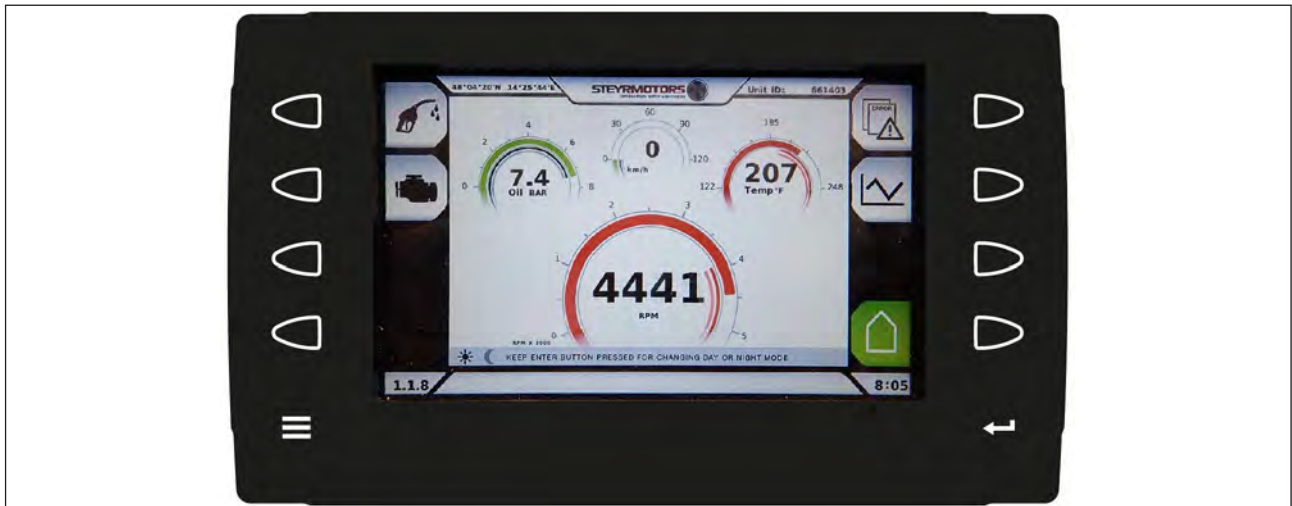 48°04'20"N 14°25'44"E
STEYRMOTORS
Unit ID: 661403
ERROR
0 2 4 6 8
7.4
Oil BAR
0 30 60 90 120
0
km/h
122 185 248
207
Temp°F
0 1 2 3 4 5
4441
RPM
RPM x 1000
KEEP ENTER BUTTON PRESSED FOR CHANGING DAY OR NIGHT MODE
1.1.8
8:05